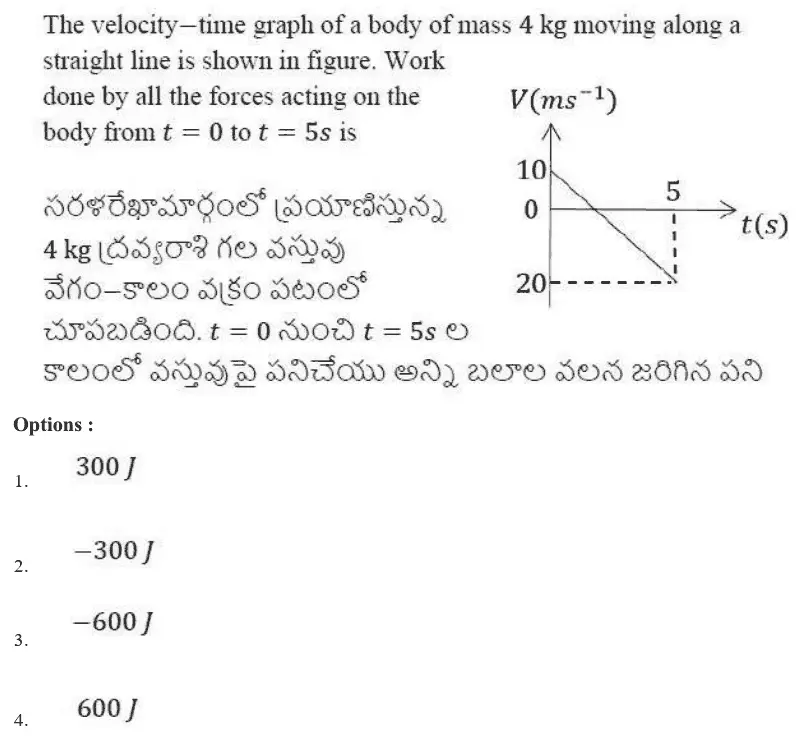 The velocity–time graph of a body of mass 4 kg moving along a
straight line is shown in figure. Work
done by all the forces acting on the
body from t = 0 to t = 5s is
V(ms⁻¹)
10
0
5
t(s)
20
సరళరేఖామార్గంలో ప్రయాణిస్తున్న
4 kg ద్రవ్యరాశి గల వస్తువు
వేగం–కాలం వక్రం పటంలో
చూపబడింది. t = 0 నుంచి t = 5s ల
కాలంలో వస్తువుపై పనిచేయు అన్ని బలాల వలన జరిగిన పని
Options :
1. 300 J
2. −300 J
3. −600 J
4. 600 J